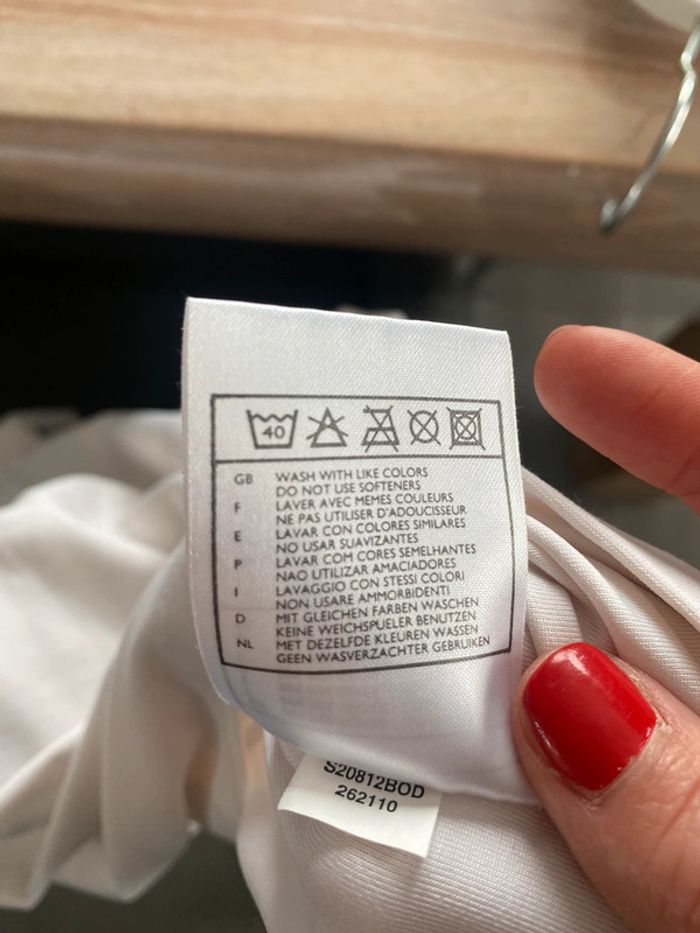 40
GB WASH WITH LIKE COLORS
DO NOT USE SOFTENERS
F LAVER AVEC MEMES COULEURS
NE PAS UTILISER D'ADOUCISSEUR
E LAVAR CON COLORES SIMILARES
NO USAR SUAVIZANTES
P LAVAR COM CORES SEMELHANTES
NAO UTILIZAR AMACIADORES
I LAVAGGIO CON STESSI COLORI
NON USARE AMMORBIDENTI
D MIT GLEICHEN FARBEN WASCHEN
KEINE WEICHSPUELER BENUTZEN
NL MET DEZELFDE KLEUREN WASSEN
GEEN WASVERZACHTER GEBRUIKEN
S20812BOD
262110